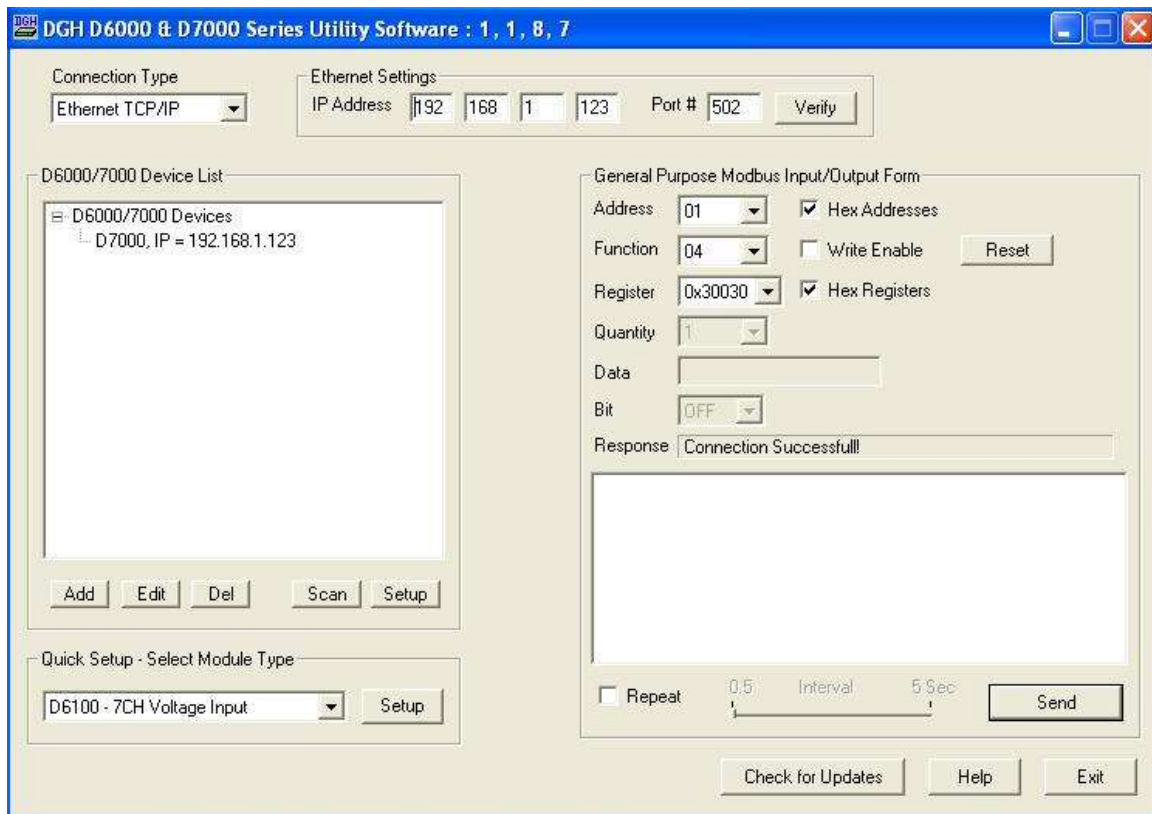 DGH DGH D6000 & D7000 Series Utility Software : 1, 1, 8, 7
Connection Type
Ethernet TCP/IP
Ethernet Settings
IP Address 192 168 1 123 Port # 502 Verify
D6000/7000 Device List
D6000/7000 Devices
D7000, IP = 192.168.1.123
Add Edit Del Scan Setup
Quick Setup - Select Module Type
D6100 - 7CH Voltage Input Setup
General Purpose Modbus Input/Output Form
Address 01 Hex Addresses
Function 04 Write Enable Reset
Register 0x30030 Hex Registers
Quantity 1
Data
Bit OFF
Response Connection Successfull!
Repeat 0.5 Interval 5 Sec Send
Check for Updates Help Exit